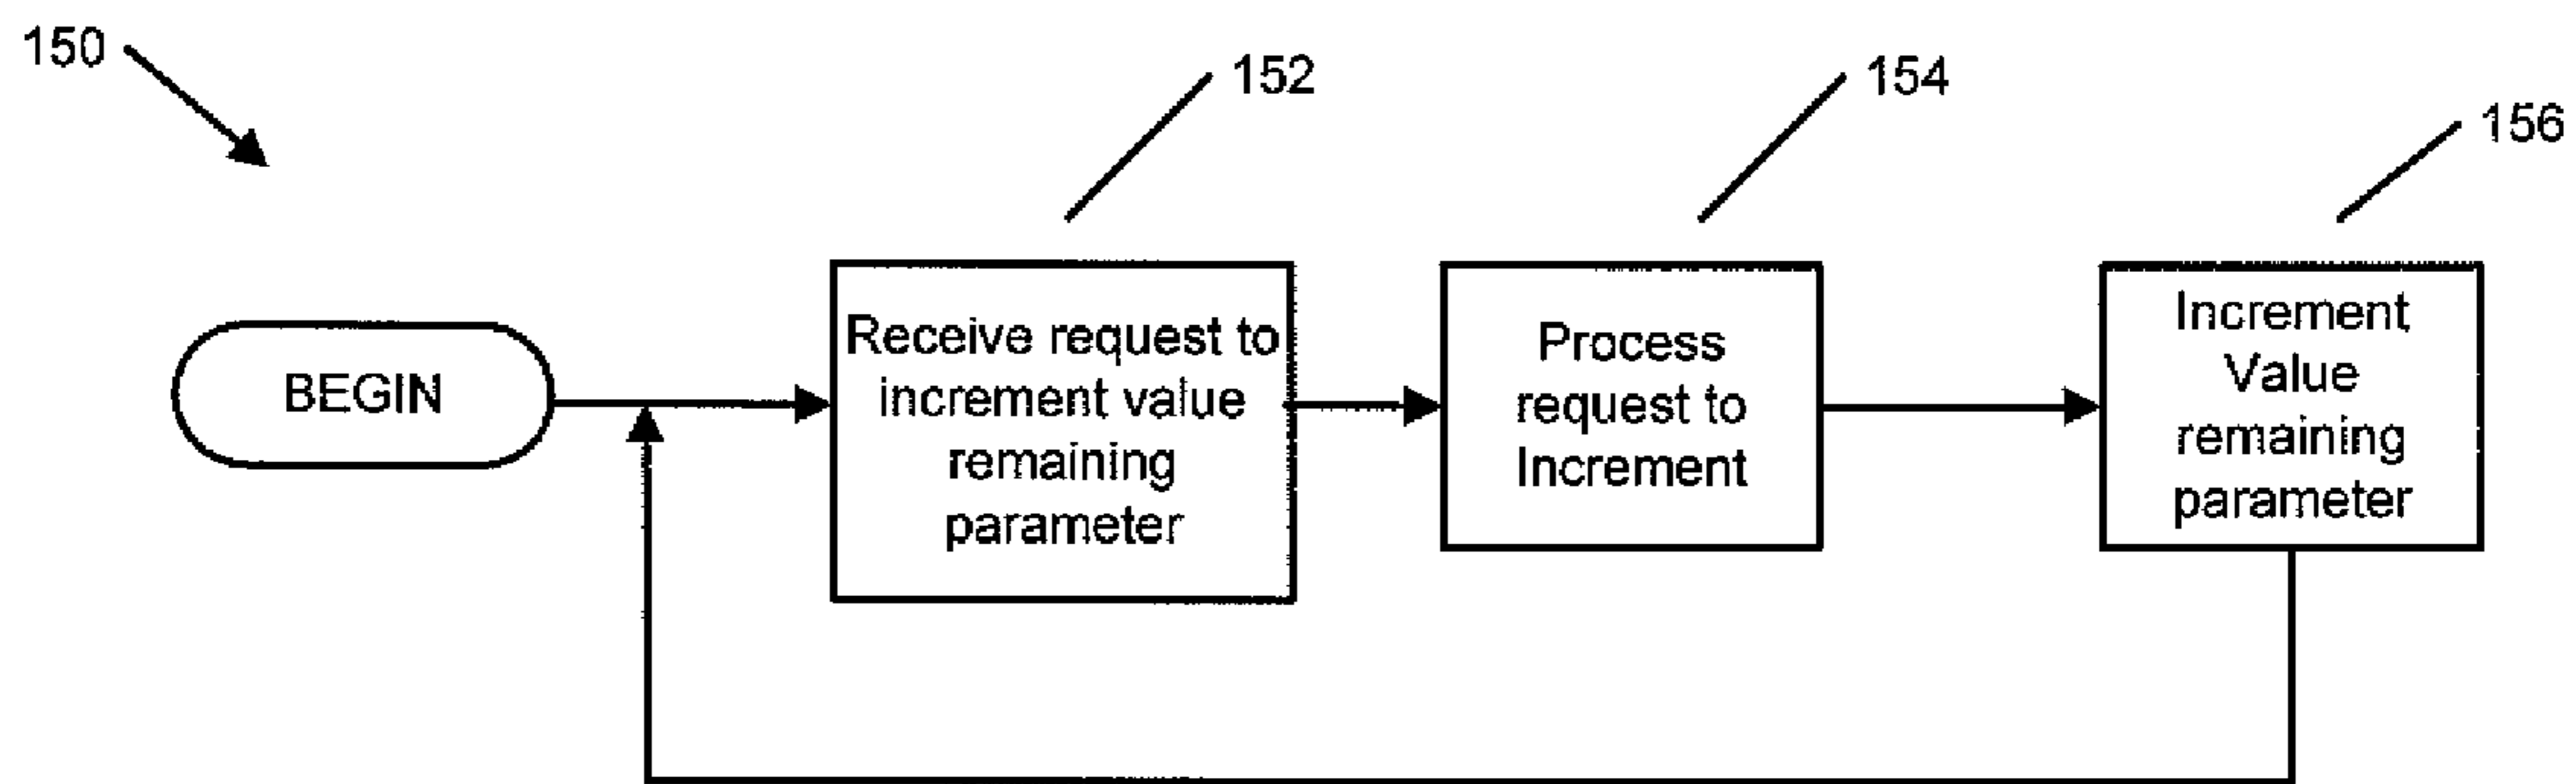 150
152
154
156
BEGIN
Receive request to
increment value
remaining
parameter
Process
request to
Increment
Increment
Value
remaining
parameter